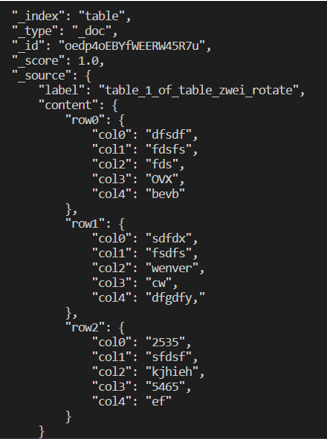 "_index": "table",
"_type": "_doc",
"_id": "oedp4oEBYfWEERW45R7u",
"_score": 1.0,
"_source": {
"label": "table_1_of_table_zwei_rotate",
"content": {
"row0": {
"col0": "dfsdf",
"col1": "fdsfs",
"col2": "fds",
"col3": "OVX",
"col4": "bevb"
},
"row1": {
"col0": "sdfdx",
"col1": "fsdfs",
"col2": "wenver",
"col3": "cw",
"col4": "dfgdfy,"
},
"row2": {
"col0": "2535",
"col1": "sfdsf",
"col2": "kjhieh",
"col3": "5465",
"col4": "ef"
}
}